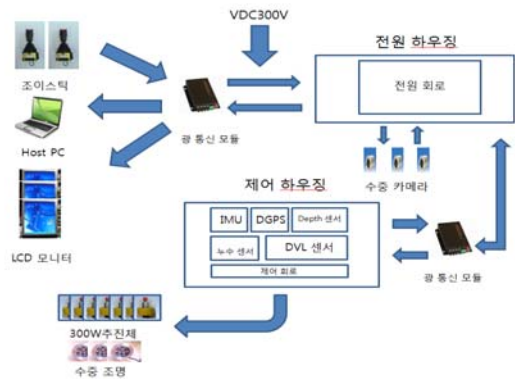 VDC300V
전원 하우징
전원 회로
조이스틱
광 통신 모듈
Host PC
수중 카메라
제어 하우징
IMU
DGPS
Depth 센서
누수 센서
DVL 센서
제어 회로
LCD 모니터
광 통신 모듈
300W추진체
수중 조명